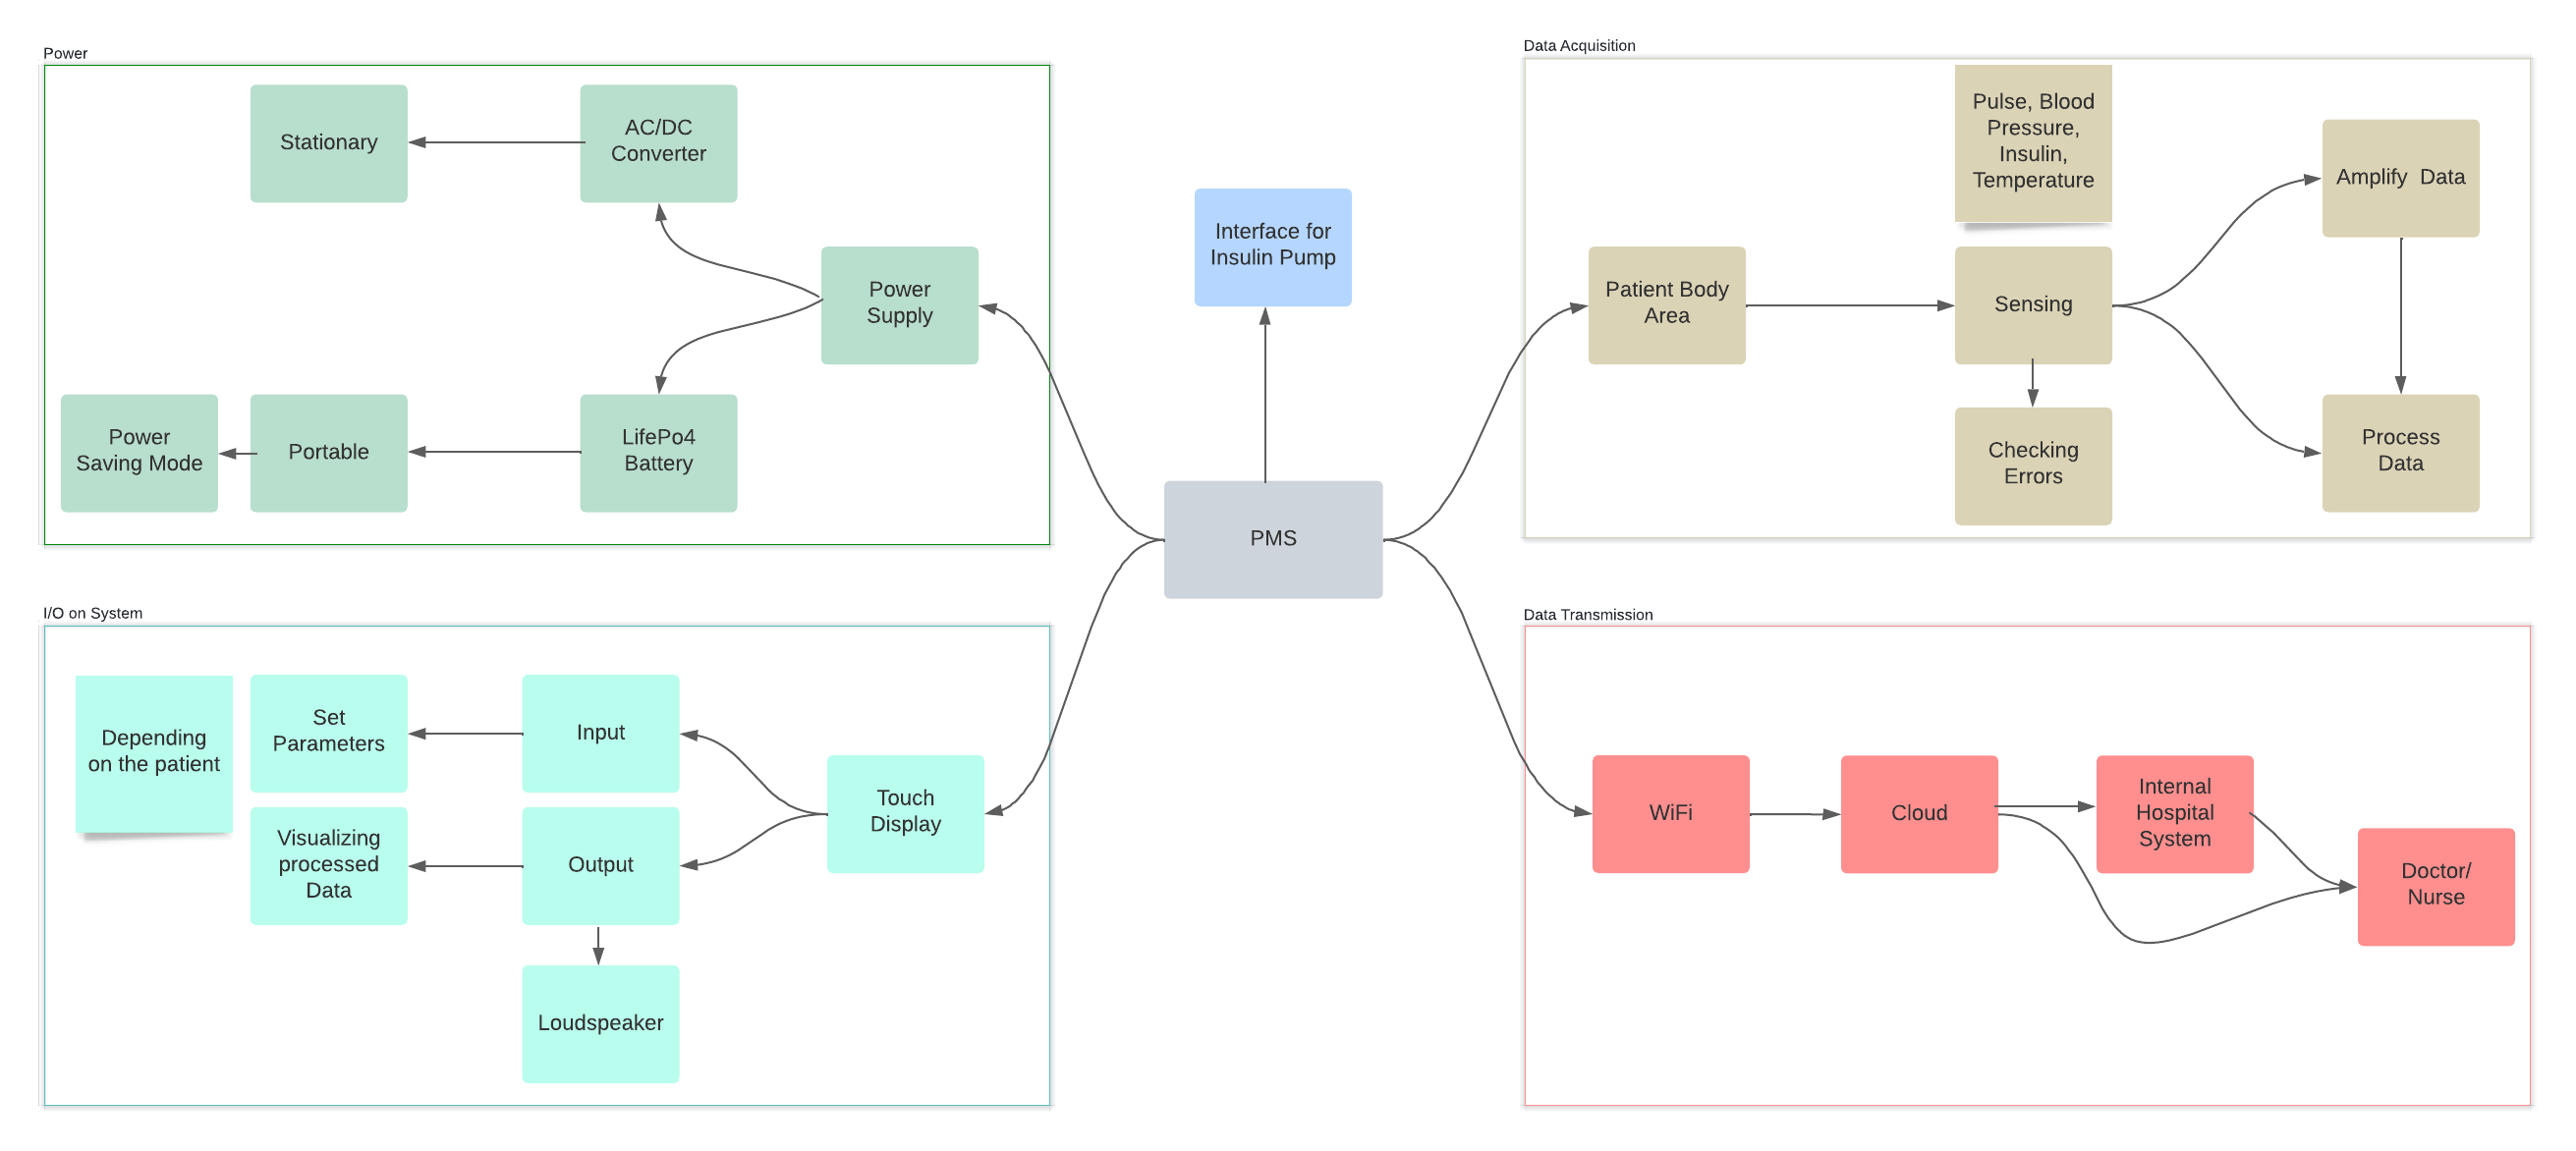 Power
Stationary
AC/DC
Converter
Power
Supply
Power
Saving Mode
Portable
LifePo4
Battery
Interface for
Insulin Pump
PMS
Data Acquisition
Pulse, Blood
Pressure,
Insulin,
Temperature
Amplify  Data
Patient Body
Area
Sensing
Checking
Errors
Process
Data
I/O on System
Depending
on the patient
Set
Parameters
Input
Visualizing
processed
Data
Output
Touch
Display
Loudspeaker
Data Transmission
WiFi
Cloud
Internal
Hospital
System
Doctor/
Nurse